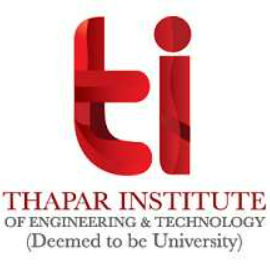 ti
THAPAR INSTITUTE
OF ENGINEERING & TECHNOLOGY
(Deemed to be University)